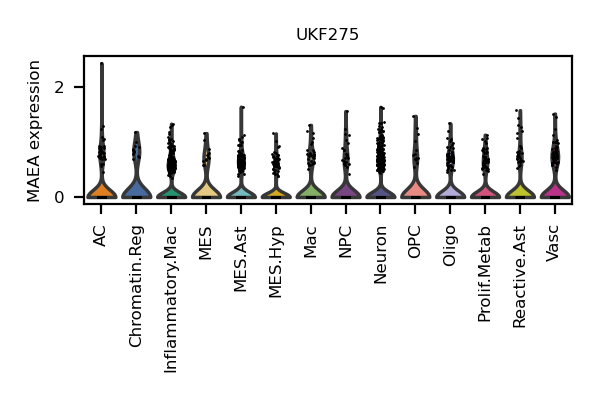 UKF275
MAEA expression
2
0
AC
Chromatin.Reg
Inflammatory.Mac
MES
MES.Ast
MES.Hyp
Mac
NPC
Neuron
OPC
Oligo
Prolif.Metab
Reactive.Ast
Vasc